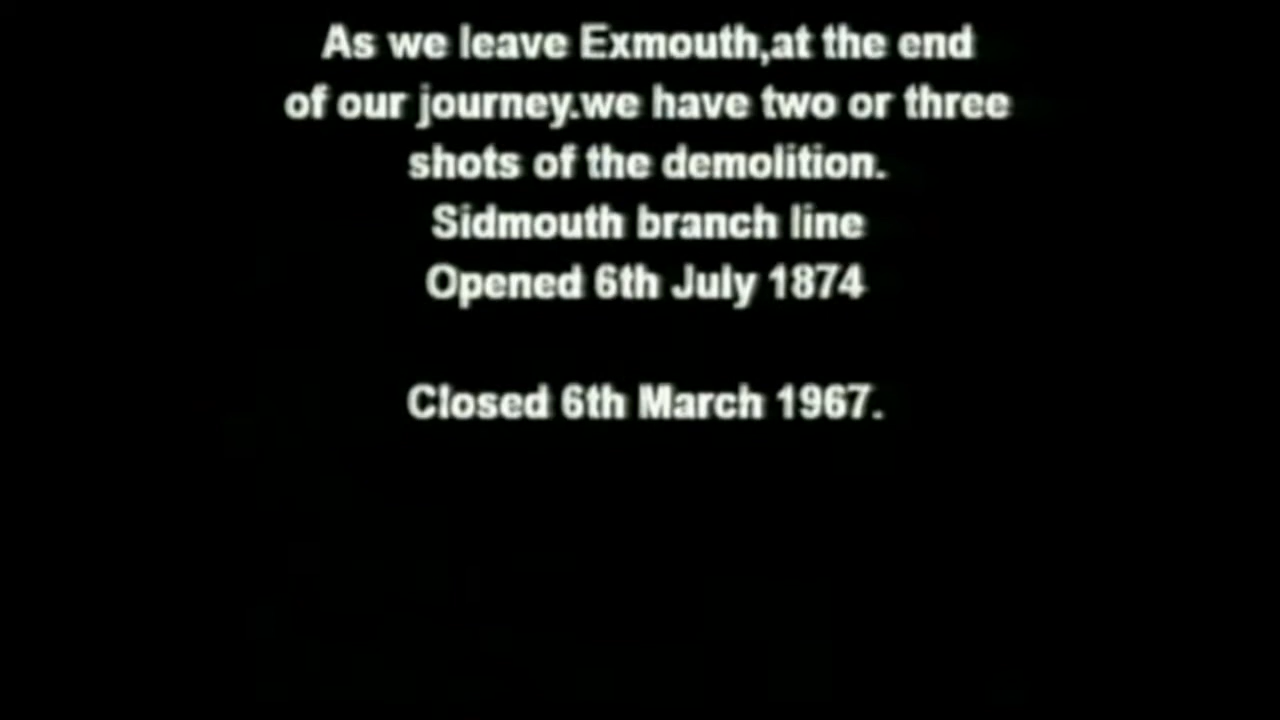 As we leave Exmouth,at the end
of our journey.we have two or three
shots of the demolition.
Sidmouth branch line
Opened 6th July 1874
Closed 6th March 1967.